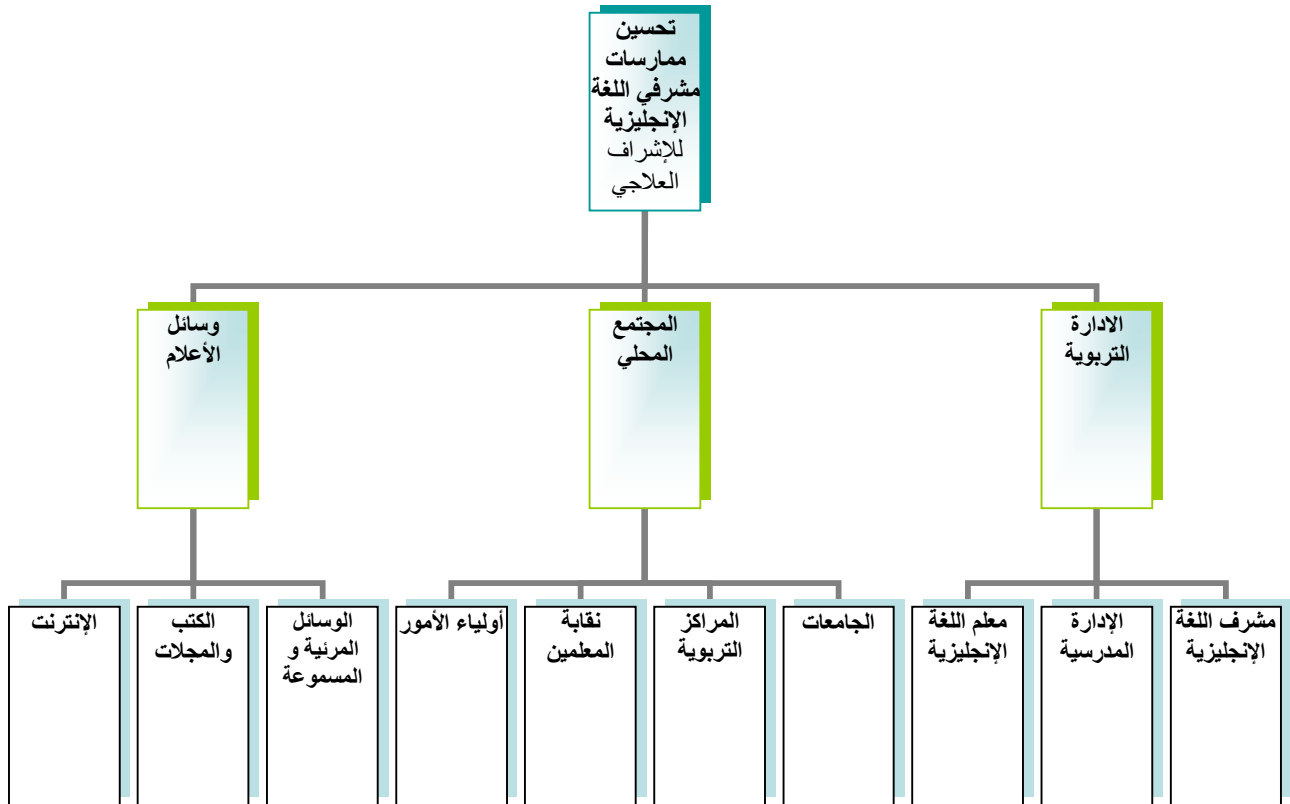 تحسين
ممارسات
مشرفي اللغة
الإنجليزية
للإشراف
العلاجي
الادارة
التربوية
المجتمع
المحلي
وسائل
الأعلام
مشرف اللغة
الإنجليزية
الإدارة
المدرسية
معلم اللغة
الإنجليزية
الجامعات
المراكز
التربوية
نقابة
المعلمين
أولياء الأمور
الوسائل
المرئية و
المسموعة
الكتب
والمجلات
الإنترنت